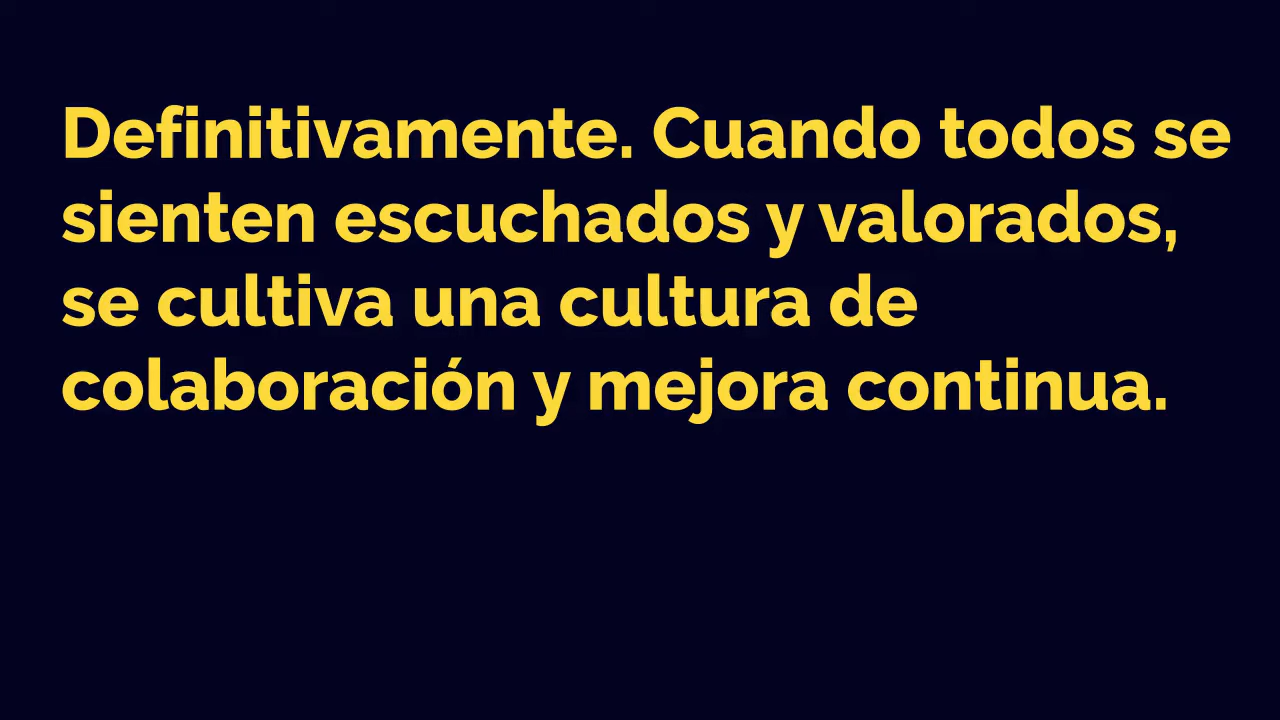 Definitivamente. Cuando todos se
sienten escuchados y valorados,
se cultiva una cultura de
colaboración y mejora continua.